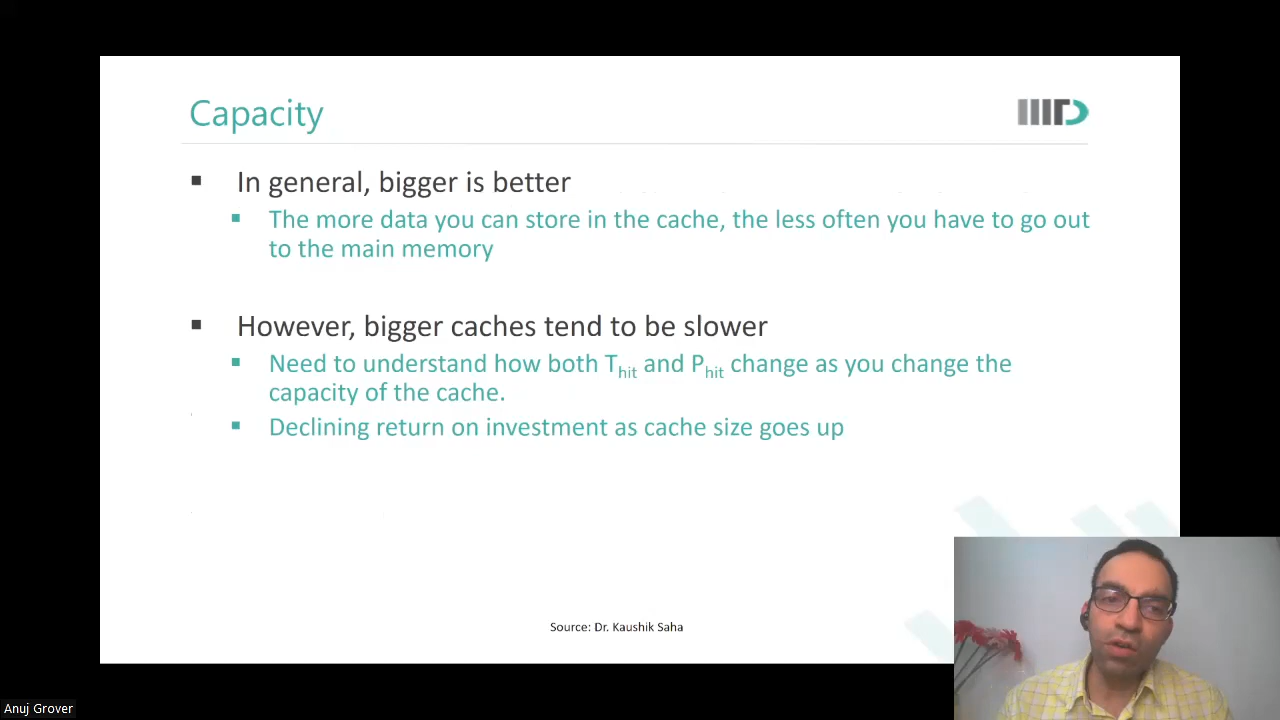 Capacity
IIITD
▪ In general, bigger is better
▪ The more data you can store in the cache, the less often you have to go out
to the main memory
▪ However, bigger caches tend to be slower
▪ Need to understand how both Thit and Phit change as you change the
capacity of the cache.
▪ Declining return on investment as cache size goes up
Source: Dr. Kaushik Saha
Anuj Grover